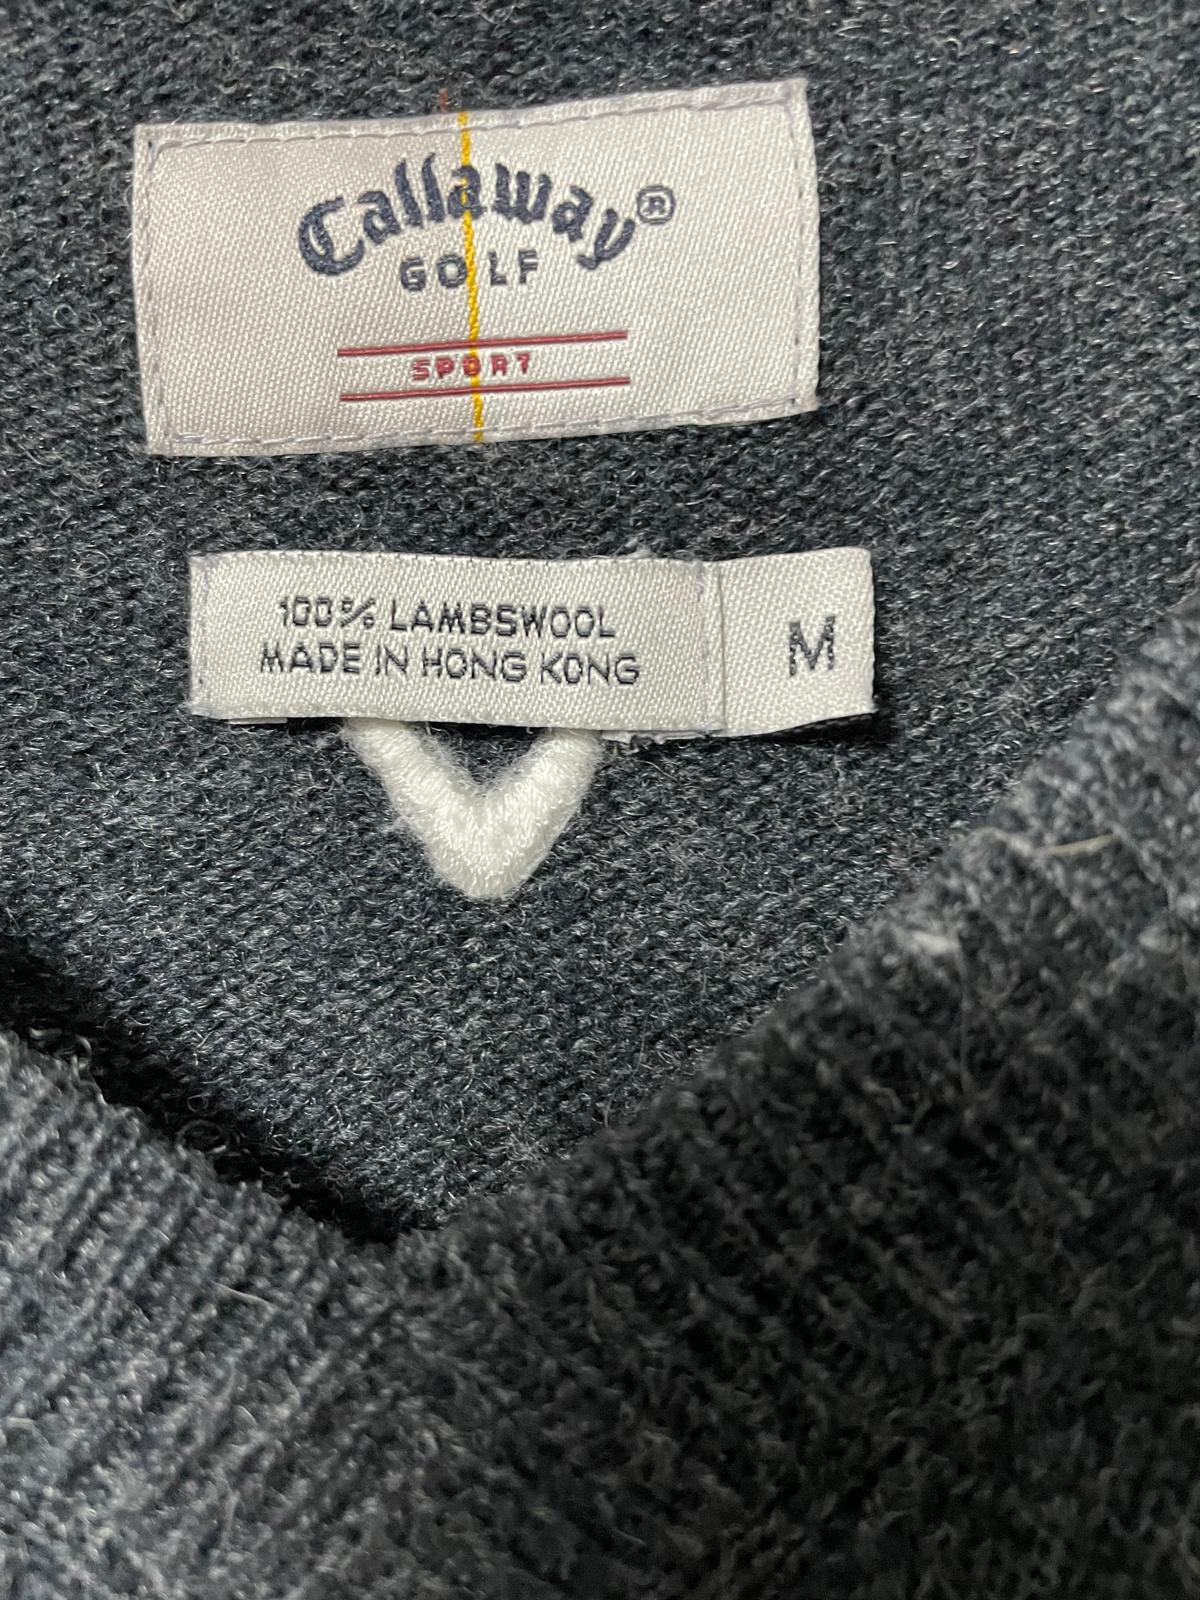 Callaway®
GOLF
SPORT
100% LAMBSWOOL
MADE IN HONG KONG
M